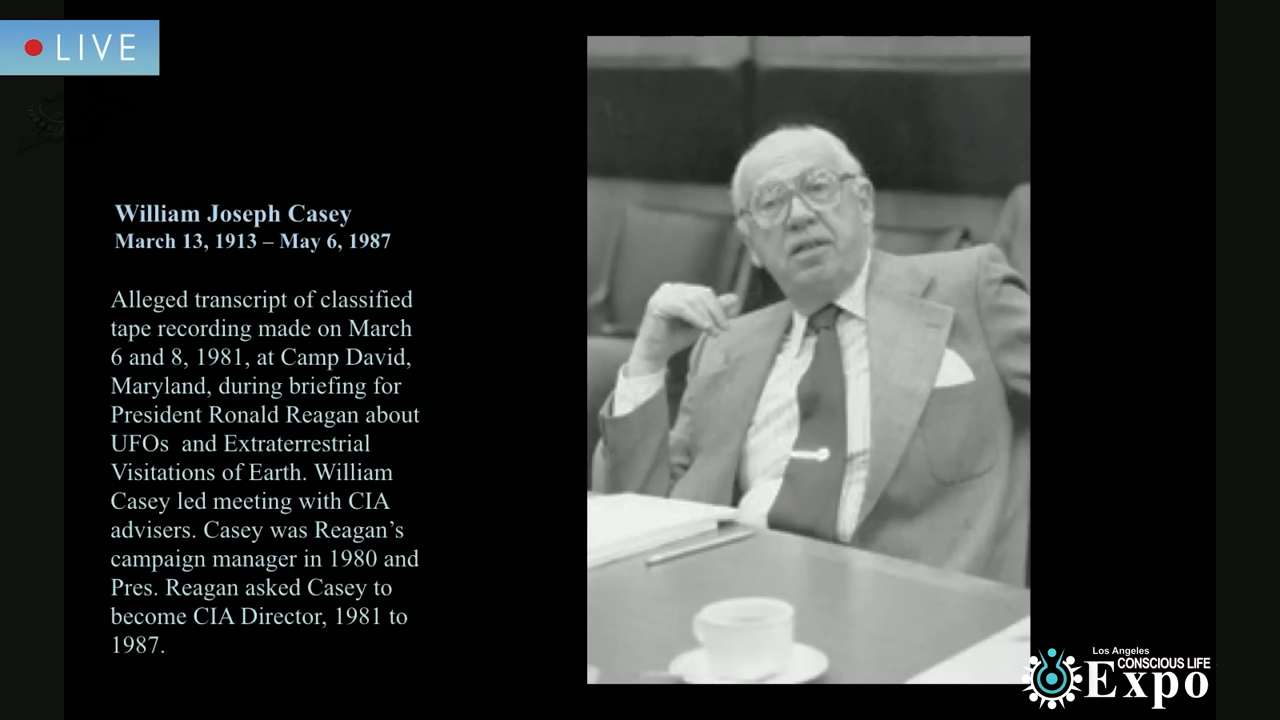 LIVE
William Joseph Casey
March 13, 1913 – May 6, 1987
Alleged transcript of classified
tape recording made on March
6 and 8, 1981, at Camp David,
Maryland, during briefing for
President Ronald Reagan about
UFOs  and Extraterrestrial
Visitations of Earth. William
Casey led meeting with CIA
advisers. Casey was Reagan’s
campaign manager in 1980 and
Pres. Reagan asked Casey to
become CIA Director, 1981 to
1987.
Los Angeles
CONSCIOUS LIFE
Expo